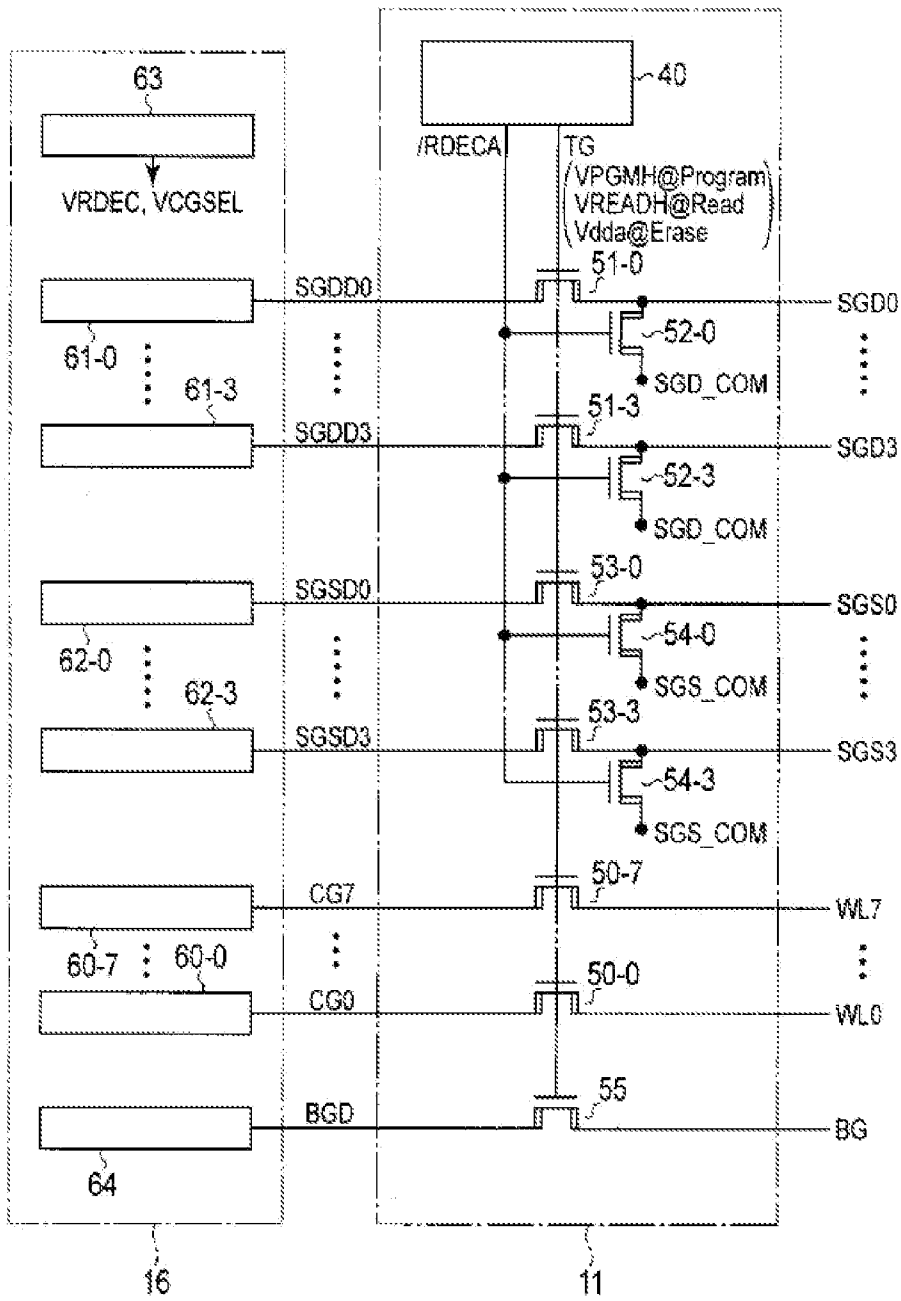 63
40
/RDECA
TG
VPGMH@Program
VREADH@Read
Vdda@Erase
VRDEC, VCGSEL
SGDD0
51-0
SGD0
61-0
52-0
SGD_COM
61-3
SGDD3
51-3
SGD3
52-3
SGD_COM
SGSD0
53-0
SGS0
62-0
54-0
SGS_COM
62-3
SGSD3
53-3
SGS3
54-3
SGS_COM
CG7
50-7
WL7
60-7
60-0
CG0
50-0
WL0
BGD
55
BG
64
16
11